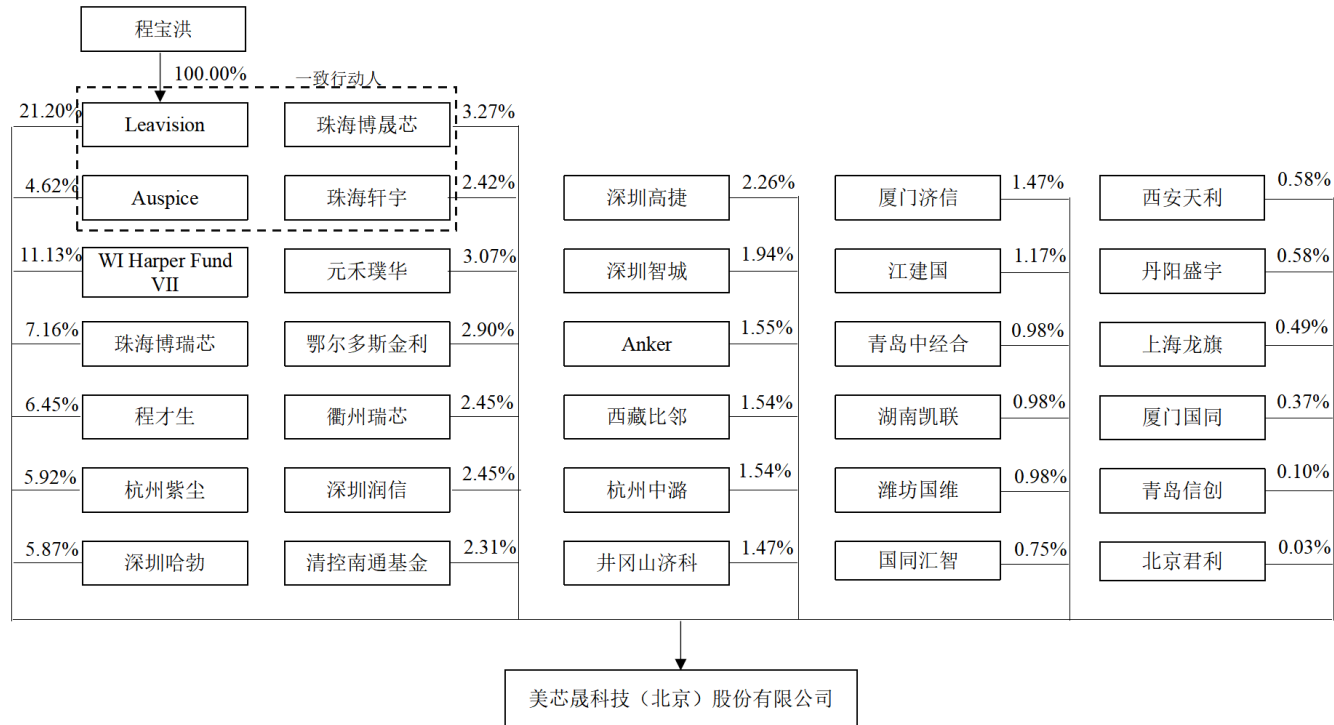 程宝洪
100.00%
一致行动人
21.20%
Leavision
珠海博晟芯
3.27%
4.62%
Auspice
珠海轩宇
2.42%
深圳高捷
2.26%
厦门济信
1.47%
西安天利
0.58%
11.13%
WI Harper Fund
VII
元禾璞华
3.07%
深圳智城
1.94%
江建国
1.17%
丹阳盛宇
0.58%
7.16%
珠海博瑞芯
鄂尔多斯金利
2.90%
Anker
1.55%
青岛中经合
0.98%
上海龙旗
0.49%
6.45%
程才生
衢州瑞芯
2.45%
西藏比邻
1.54%
湖南凯联
0.98%
厦门国同
0.37%
5.92%
杭州紫尘
深圳润信
2.45%
杭州中潞
1.54%
潍坊国维
0.98%
青岛信创
0.10%
5.87%
深圳哈勃
清控南通基金
2.31%
井冈山济科
1.47%
国同汇智
0.75%
北京君利
0.03%
美芯晟科技（北京）股份有限公司